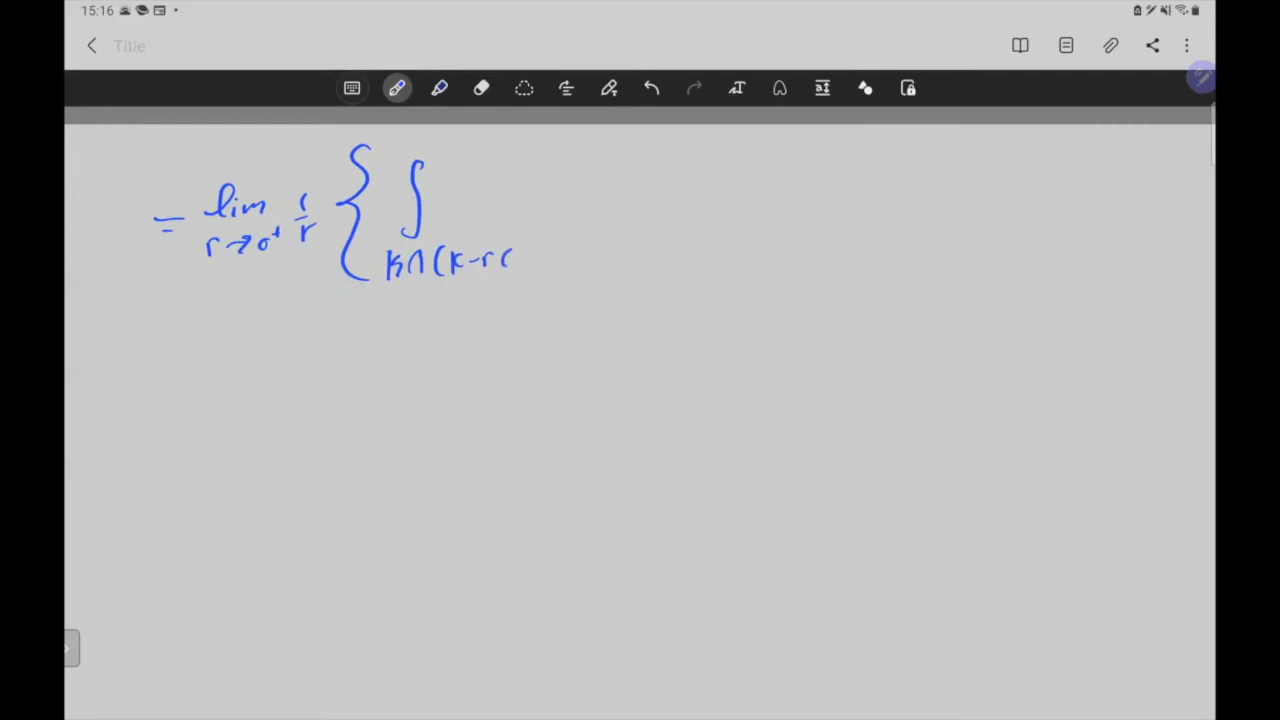 15:16
Title
= lim 1/r { ∫
r→0⁺ K∩(K-r(